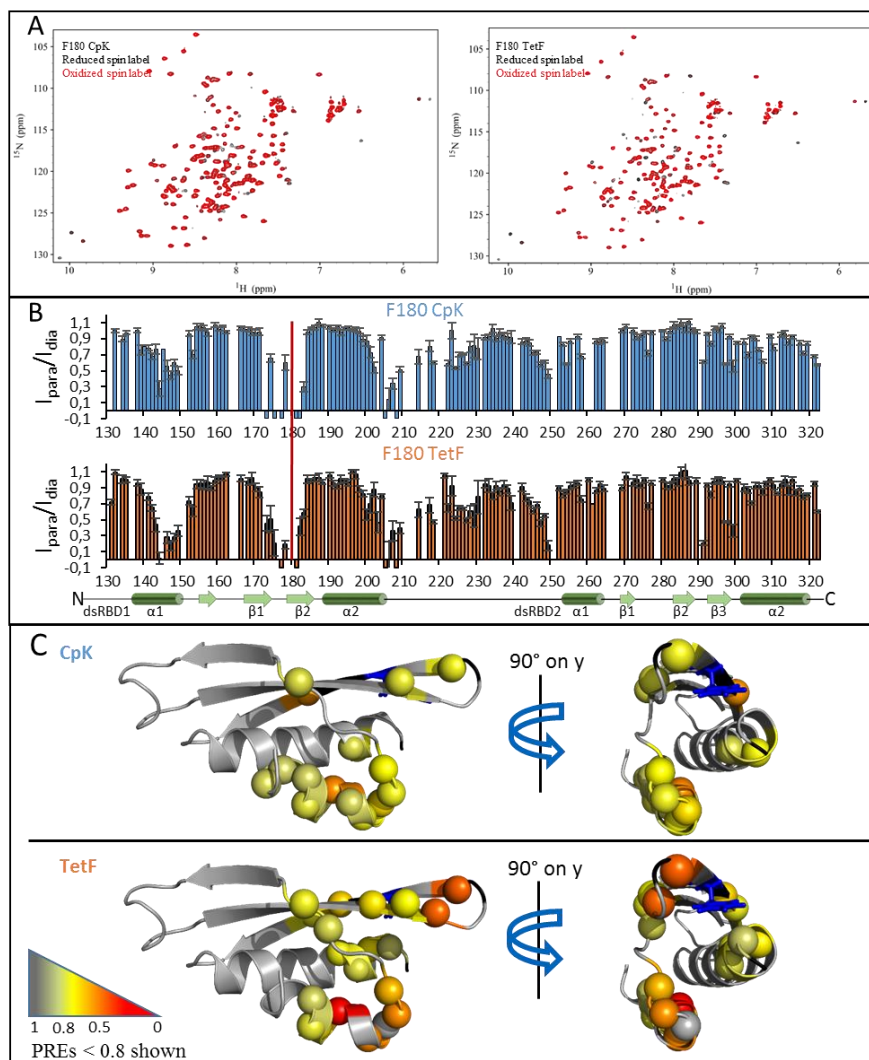 A
F180 CpK
Reduced spin label
Oxidized spin label
105
110
115
120
125
130
15N (ppm)
10 9 8 7 6
1H (ppm)
F180 TetF
Reduced spin label
Oxidized spin label
105
110
115
120
125
130
15N (ppm)
10 9 8 7 6
1H (ppm)
B
F180 CpK
Ipara/Idia
1,1
0,9
0,7
0,5
0,3
0,1
-0,1
130 140 150 160 170 180 190 200 210 220 230 240 250 260 270 280 290 300 310 320
F180 TetF
Ipara/Idia
1,1
0,9
0,7
0,5
0,3
0,1
-0,1
130 140 150 160 170 180 190 200 210 220 230 240 250 260 270 280 290 300 310 320
N C
dsRBD1 α1 β1 β2 α2 dsRBD2 α1 β1 β2 β3 α2
C
CpK
90° on y
TetF
90° on y
1 0.8 0.5 0
PREs < 0.8 shown